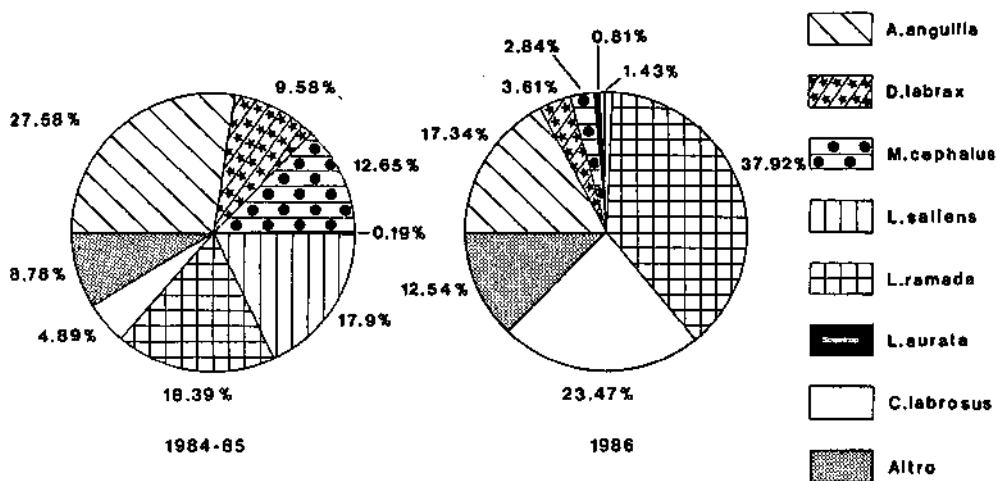 27.58%
9.58%
12.65%
0.19%
17.9%
18.39%
4.89%
8.78%
1984-85
17.34%
3.61%
2.84%
0.81%
1.43%
37.92%
23.47%
12.54%
1986
A.anguilla
D.labrax
M.cephalus
L.saliens
L.ramada
L.aurata
C.labrosus
Altro